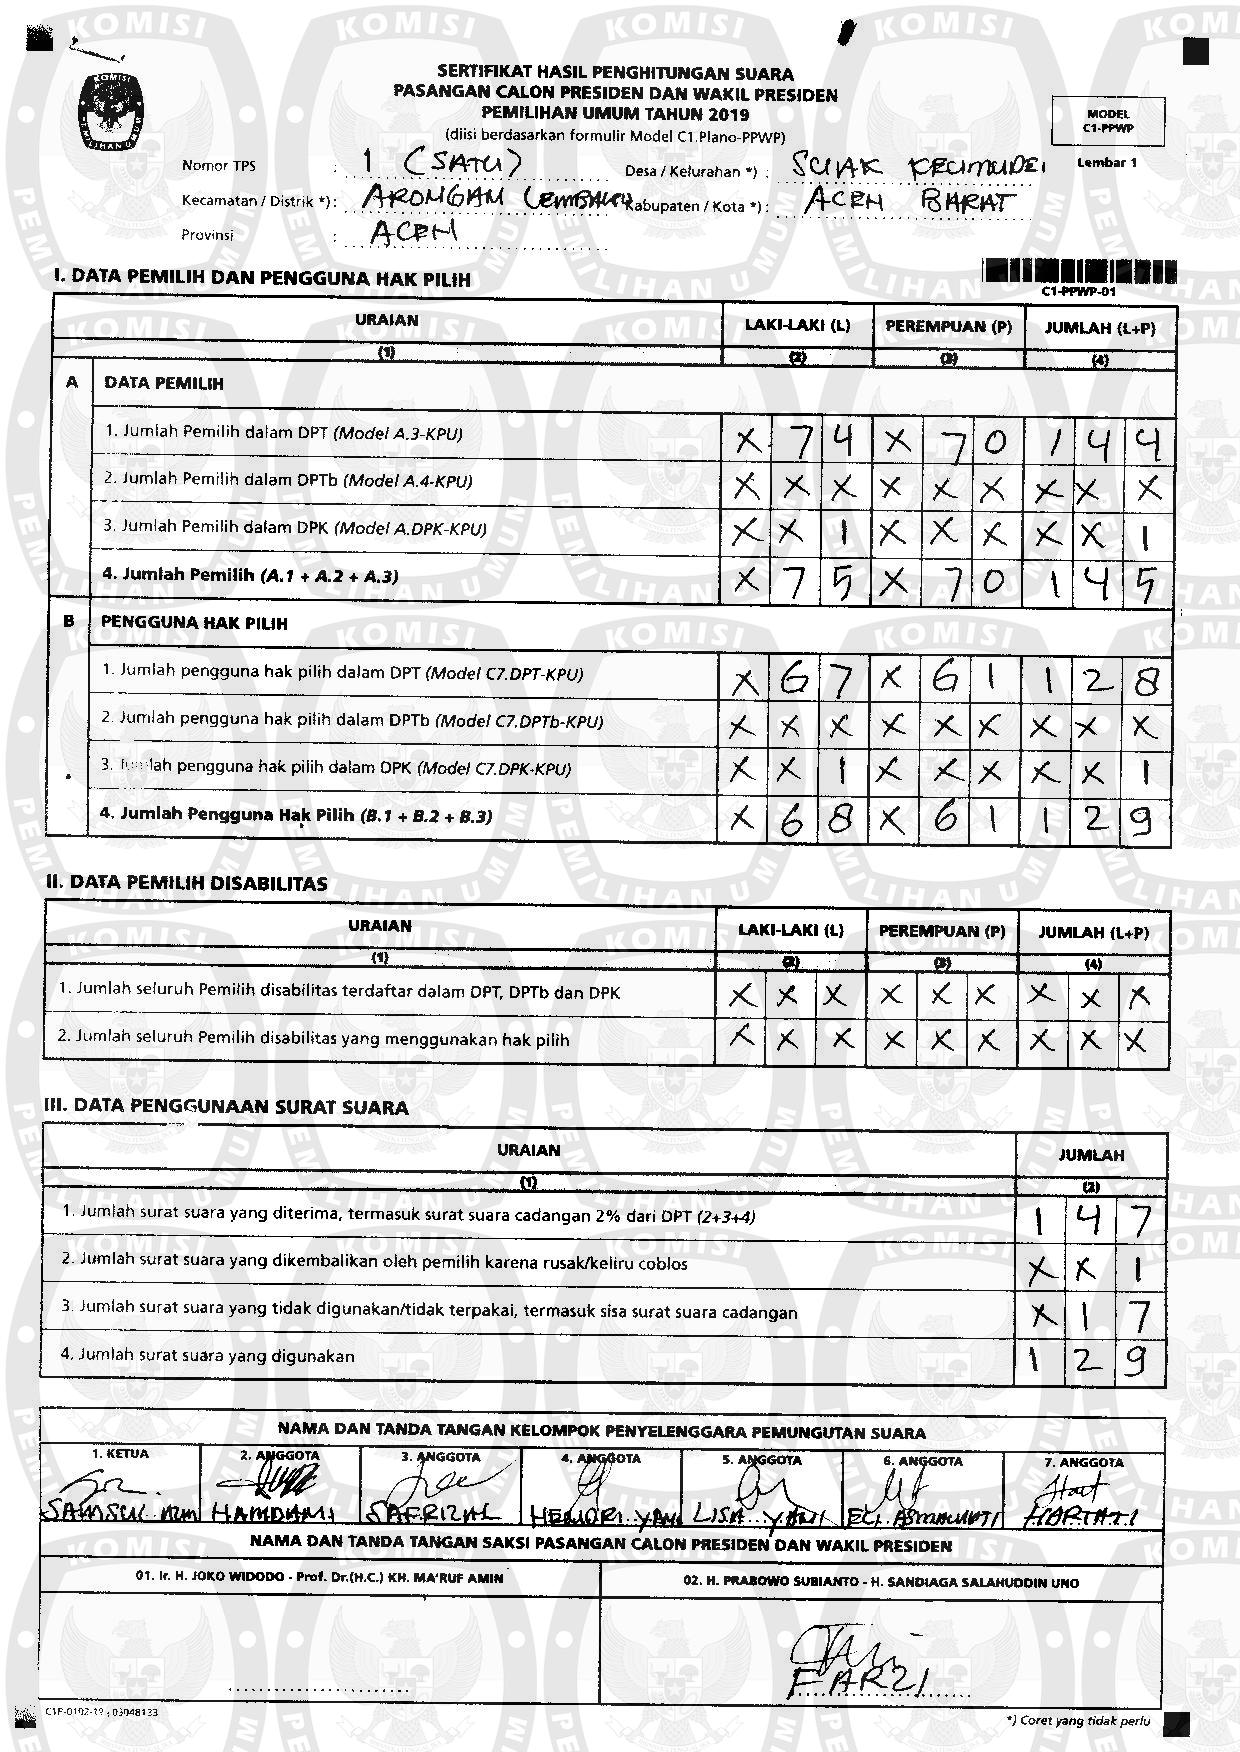 SERTIFIKAT HASIL PENGHITUNGAN SUARA
PASANGAN CALON PRESIDEN DAN WAKIL PRESIDEN
PEMILIHAN UMUM TAHUN 2019
(diisi berdasarkan formulir Model C1.Plano-PPWP)
MODEL
C1-PPWP
Lembar 1
Nomor TPS : 1 (SATU) Desa / Kelurahan *) : SUAK KEUMUDEI
Kecamatan / Distrik *) : ARONGAN Kabupaten / Kota *) : ACEH BARAT
Provinsi : ACEH
I. DATA PEMILIH DAN PENGGUNA HAK PILIH
C1-PPWP-01
URAIAN LAKI-LAKI (L) PEREMPUAN (P) JUMLAH (L+P)
(1) (2) (3) (4)
A DATA PEMILIH
1. Jumlah Pemilih dalam DPT (Model A.3-KPU) X 7 4 X 7 0 1 4 4
2. Jumlah Pemilih dalam DPTb (Model A.4-KPU) X X X X X X X X X
3. Jumlah Pemilih dalam DPK (Model A.DPK-KPU) X X 1 X X X X X 1
4. Jumlah Pemilih (A.1 + A.2 + A.3) X 7 5 X 7 0 1 4 5
B PENGGUNA HAK PILIH
1. Jumlah pengguna hak pilih dalam DPT (Model C7.DPT-KPU) X 6 7 X 6 1 1 2 8
2. Jumlah pengguna hak pilih dalam DPTb (Model C7.DPTb-KPU) X X X X X X X X X
3. Jumlah pengguna hak pilih dalam DPK (Model C7.DPK-KPU) X X 1 X X X X X 1
4. Jumlah Pengguna Hak Pilih (B.1 + B.2 + B.3) X 6 8 X 6 1 1 2 9
II. DATA PEMILIH DISABILITAS
URAIAN LAKI-LAKI (L) PEREMPUAN (P) JUMLAH (L+P)
(1) (2) (3) (4)
1. Jumlah seluruh Pemilih disabilitas terdaftar dalam DPT, DPTb dan DPK X X X X X X X X X
2. Jumlah seluruh Pemilih disabilitas yang menggunakan hak pilih X X X X X X X X X
III. DATA PENGGUNAAN SURAT SUARA
URAIAN JUMLAH
(1) (2)
1. Jumlah surat suara yang diterima, termasuk surat suara cadangan 2% dari DPT (2+3+4) 1 4 7
2. Jumlah surat suara yang dikembalikan oleh pemilih karena rusak/keliru coblos X X 1
3. Jumlah surat suara yang tidak digunakan/tidak terpakai, termasuk sisa surat suara cadangan X 1 7
4. Jumlah surat suara yang digunakan 1 2 9
NAMA DAN TANDA TANGAN KELOMPOK PENYELENGGARA PEMUNGUTAN SUARA
1. KETUA 2. ANGGOTA 3. ANGGOTA 4. ANGGOTA 5. ANGGOTA 6. ANGGOTA 7. ANGGOTA
SAMSUL HAMDANI SAFRIZAL YANI LISA YANI HARTATI
NAMA DAN TANDA TANGAN SAKSI PASANGAN CALON PRESIDEN DAN WAKIL PRESIDEN
01. Ir. H. JOKO WIDODO - Prof. Dr.(H.C.) KH. MA'RUF AMIN 02. H. PRABOWO SUBIANTO - H. SANDIAGA SALAHUDDIN UNO
FARZI
*) Coret yang tidak perlu